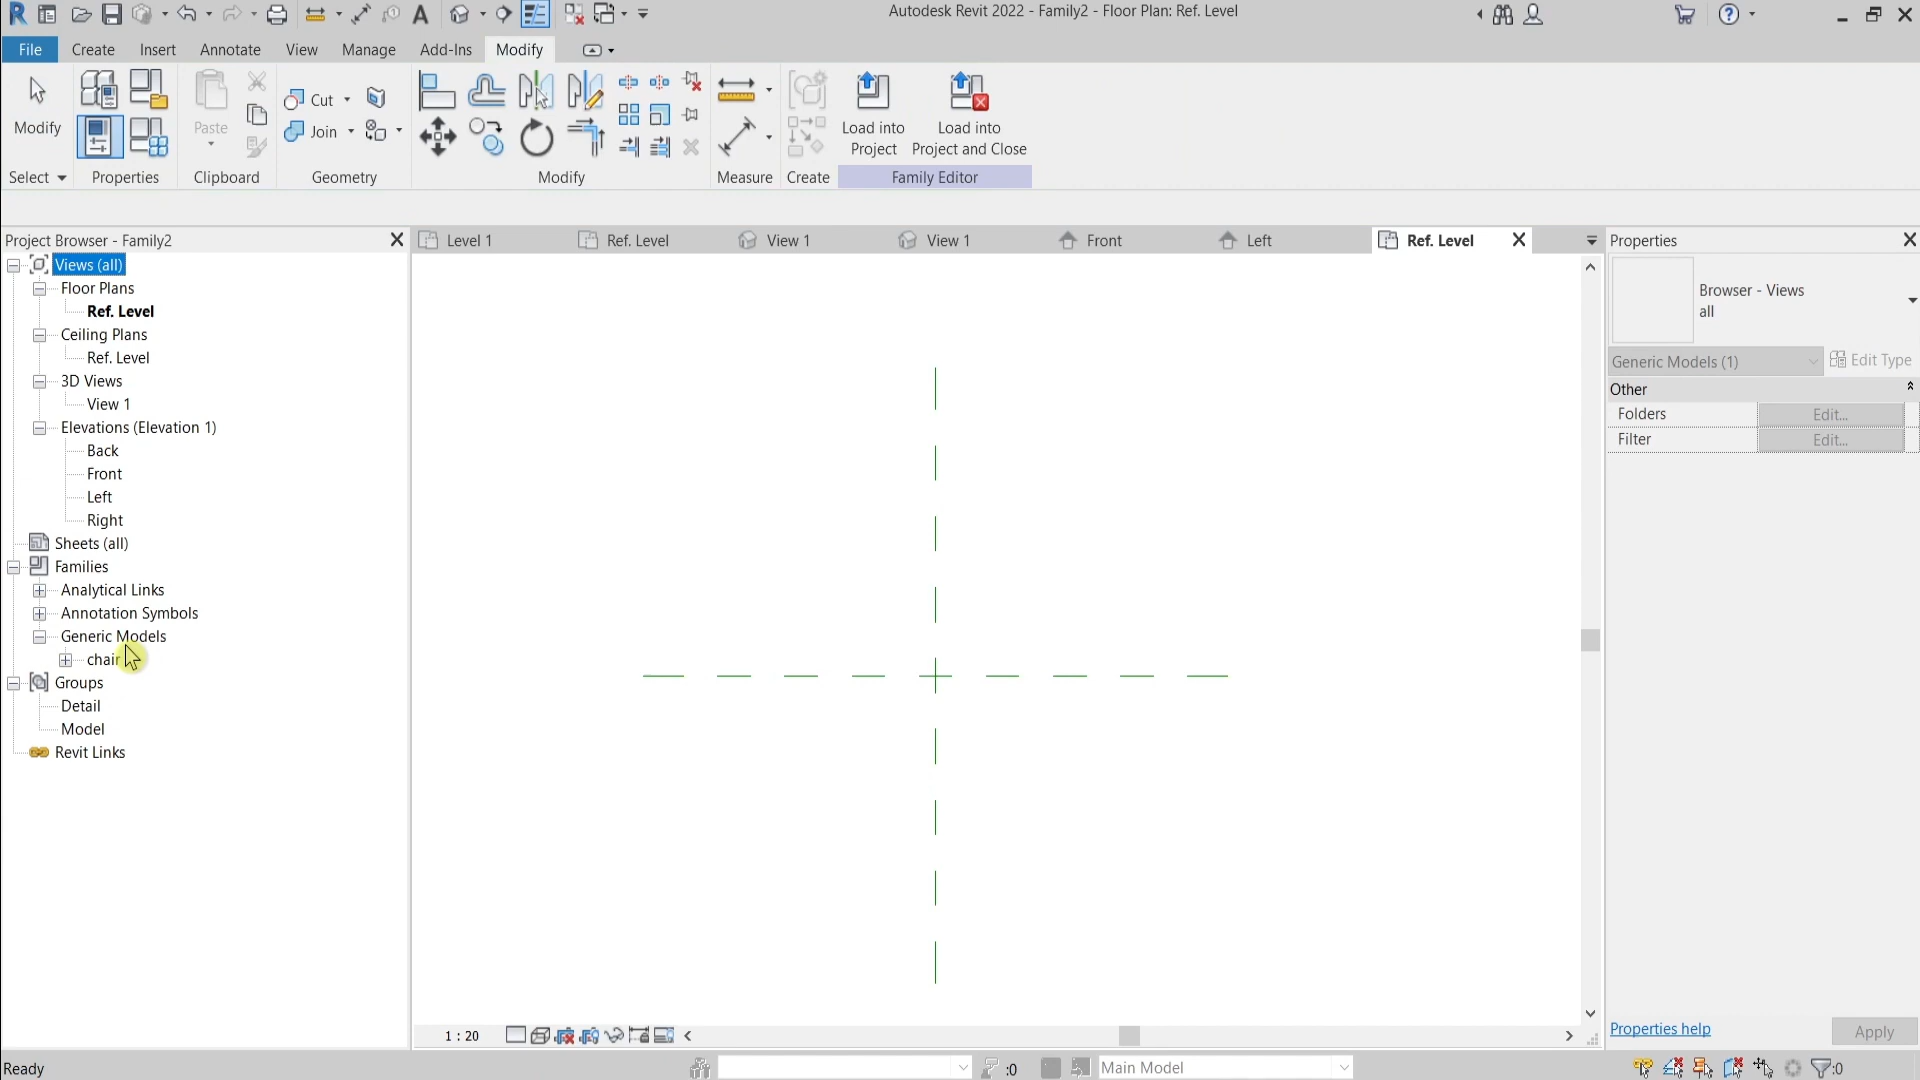 Autodesk Revit 2022 - Family2 - Floor Plan: Ref. Level
File Create Insert Annotate View Manage Add-Ins Modify
Modify
Paste
Cut
Join
Load into Project
Load into Project and Close
Select Properties Clipboard Geometry Modify Measure Create Family Editor
Project Browser - Family2
Level 1 Ref. Level View 1 View 1 Front Left Ref. Level
Properties
Views (all)
Floor Plans
Ref. Level
Ceiling Plans
Ref. Level
3D Views
View 1
Elevations (Elevation 1)
Back
Front
Left
Right
Sheets (all)
Families
Analytical Links
Annotation Symbols
Generic Models
chair
Groups
Detail
Model
Revit Links
Browser - Views
all
Generic Models (1) Edit Type
Other
Folders Edit...
Filter Edit...
Properties help Apply
1 : 20
Ready :0 Main Model :0